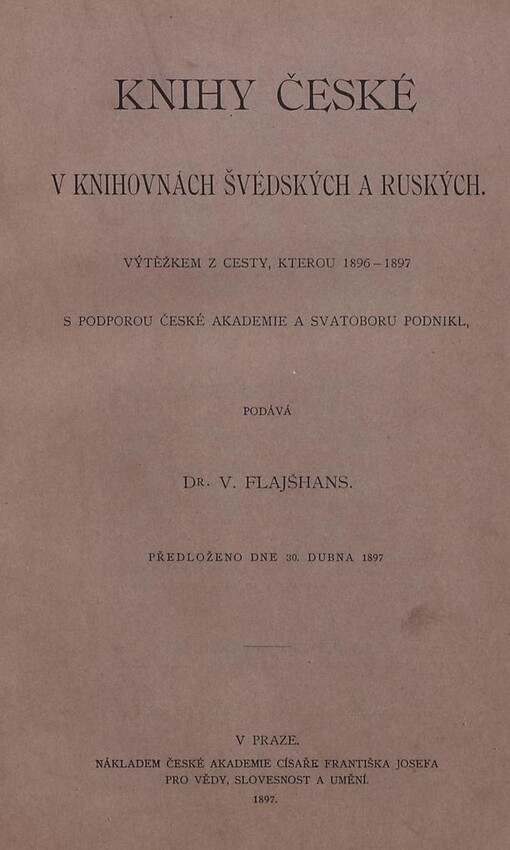 KNIHY ČESKÉ
V KNIHOVNÁCH ŠVÉDSKÝCH A RUSKÝCH.
VÝTĚŽKEM Z CESTY, KTEROU 1896–1897
S PODPOROU ČESKÉ AKADEMIE A SVATOBORU PODNIKL,
PODÁVÁ
DR. V. FLAJŠHANS.
PŘEDLOŽENO DNE 30. DUBNA 1897
V PRAZE.
NÁKLADEM ČESKÉ AKADEMIE CÍSAŘE FRANTIŠKA JOSEFA
PRO VĚDY, SLOVESNOST A UMĚNÍ.
1897.